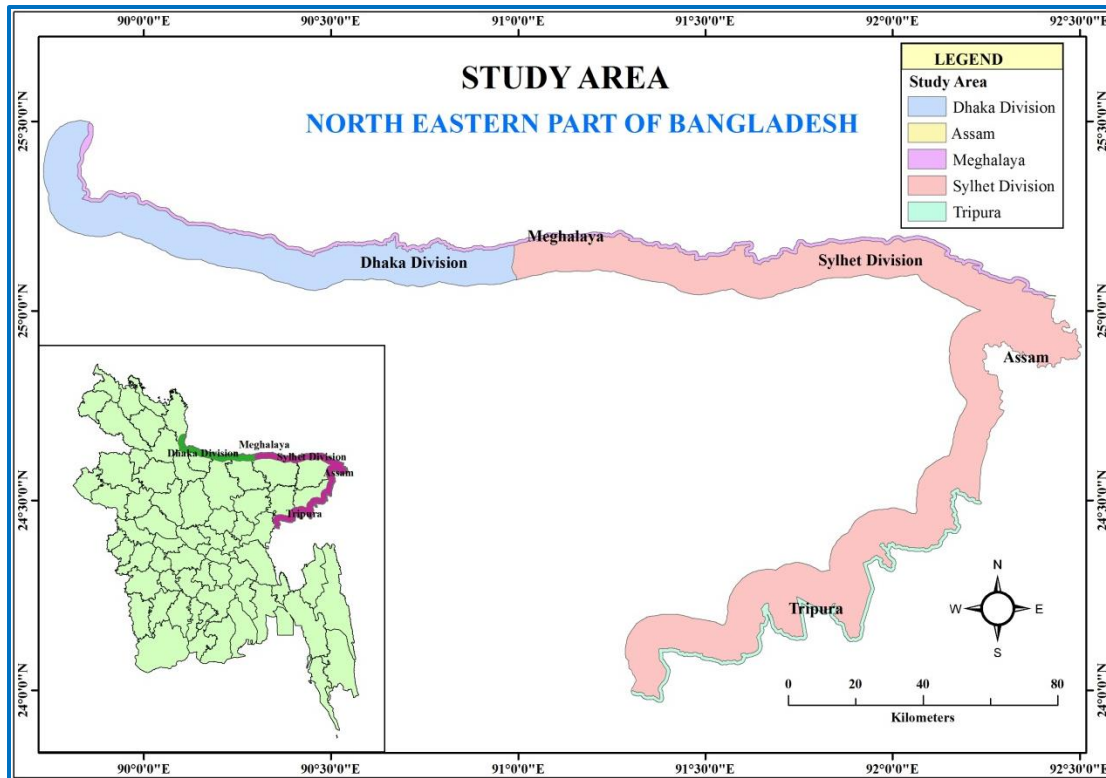 90°0'0"E 90°30'0"E 91°0'0"E 91°30'0"E 92°0'0"E 92°30'0"E
STUDY AREA
NORTH EASTERN PART OF BANGLADESH
LEGEND
Study Area
Dhaka Division
Assam
Meghalaya
Sylhet Division
Tripura
25°30'0"N 25°30'0"N
Meghalaya
Dhaka Division
Sylhet Division
25°0'0"N 25°0'0"N
Assam
Meghalaya
Dhaka Division Sylhet Division
Assam
Tripura
24°30'0"N 24°30'0"N
Tripura
N
W E
S
0 20 40 60 80
Kilometers
24°0'0"N 24°0'0"N
90°0'0"E 90°30'0"E 91°0'0"E 91°30'0"E 92°0'0"E 92°30'0"E